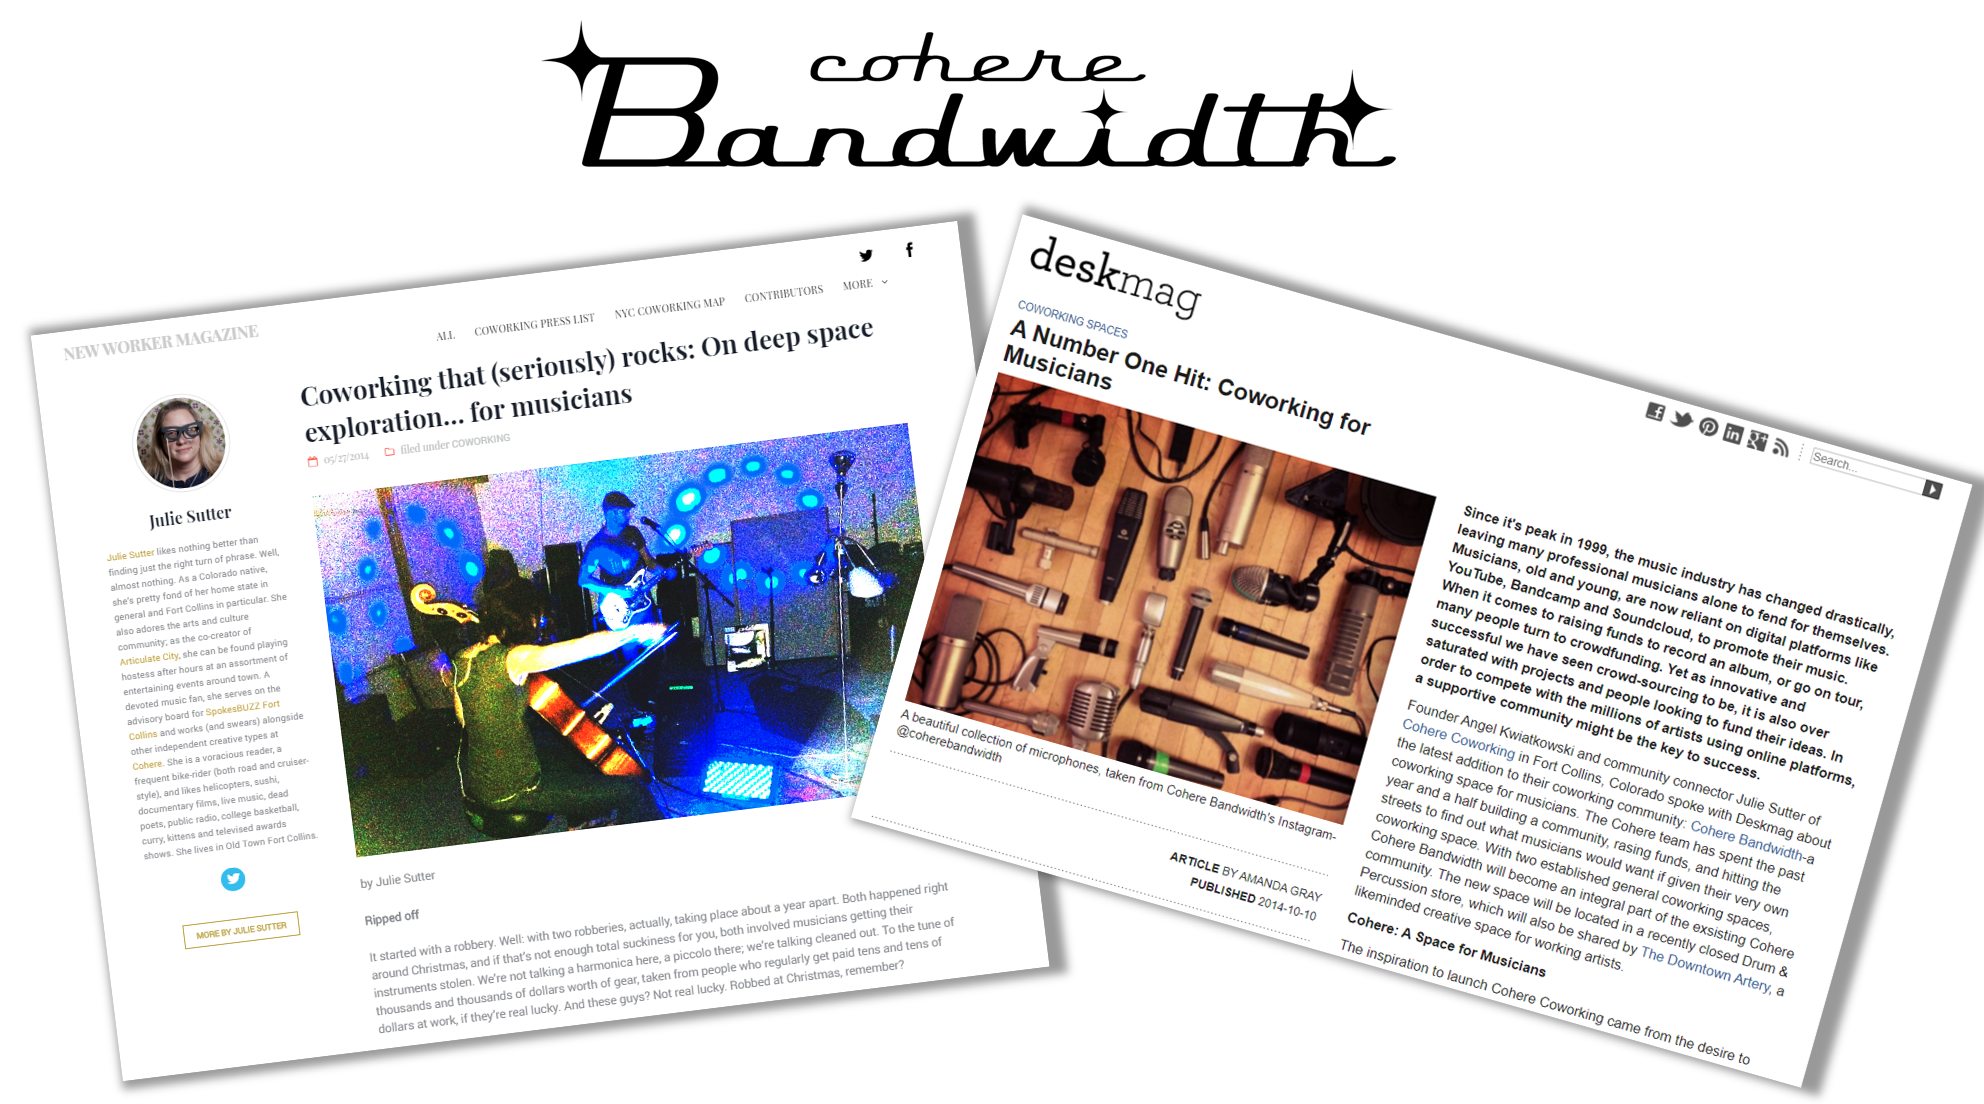 cohere
Bandwidth
NEW WORKER MAGAZINE
ALL
COWORKING PRESS LIST
NYC COWORKING MAP
CONTRIBUTORS
MORE
Julie Sutter
Julie Sutter likes nothing better than
finding just the right turn of phrase. Well,
almost nothing. As a Colorado native,
she's pretty fond of her home state in
general and Fort Collins in particular. She
also adores the arts and culture
community; as the co-creator of
Articulate City, she can be found playing
hostess after hours at an assortment of
entertaining events around town. A
devoted music fan, she serves on the
advisory board for SpokesBUZZ Fort
Collins and works (and swears) alongside
other independent creative types at
Cohere. She is a voracious reader, a
frequent bike-rider (both road and cruiser-
style), and likes helicopters, sushi,
documentary films, live music, dead
poets, public radio, college basketball,
curry, kittens and televised awards
shows. She lives in Old Town Fort Collins.
MORE BY JULIE SUTTER
Coworking that (seriously) rocks: On deep space
exploration... for musicians
05/27/2014
filed under COWORKING
by Julie Sutter
Ripped off
It started with a robbery. Well: with two robberies, actually, taking place about a year apart. Both happened right
around Christmas, and if that's not enough total suckiness for you, both involved musicians getting their
instruments stolen. We're not talking a harmonica here, a piccolo there; we're talking cleaned out. To the tune of
thousands and thousands of dollars worth of gear, taken from people who regularly get paid tens and tens of
dollars at work, if they're real lucky. And these guys? Not real lucky. Robbed at Christmas, remember?
deskmag
Search...
COWORKING SPACES
A Number One Hit: Coworking for
Musicians
A beautiful collection of microphones, taken from Cohere Bandwidth's Instagram-
@coherebandwidth
ARTICLE BY AMANDA GRAY
PUBLISHED 2014-10-10
Since it's peak in 1999, the music industry has changed drastically,
leaving many professional musicians alone to fend for themselves.
Musicians, old and young, are now reliant on digital platforms like
YouTube, Bandcamp and Soundcloud, to promote their music.
When it comes to raising funds to record an album, or go on tour,
many people turn to crowdfunding. Yet as innovative and
successful we have seen crowd-sourcing to be, it is also over
saturated with projects and people looking to fund their ideas. In
order to compete with the millions of artists using online platforms,
a supportive community might be the key to success.
Founder Angel Kwiatkowski and community connector Julie Sutter of
Cohere Coworking in Fort Collins, Colorado spoke with Deskmag about
the latest addition to their coworking community: Cohere Bandwidth-a
coworking space for musicians. The Cohere team has spent the past
year and a half building a community, rasing funds, and hitting the
streets to find out what musicians would want if given their very own
coworking space. With two established general coworking spaces,
Cohere Bandwidth will become an integral part of the exsisting Cohere
community. The new space will be located in a recently closed Drum &
Percussion store, which will also be shared by The Downtown Artery, a
likeminded creative space for working artists.
Cohere: A Space for Musicians
The inspiration to launch Cohere Coworking came from the desire to